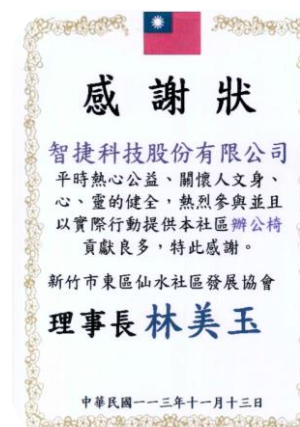 感謝狀
智捷科技股份有限公司
平時熱心公益、關懷人文身、
心、靈的健全，熱烈參與並且
以實際行動提供本社區辦公椅
貢獻良多，特此感謝。
新竹市東區仙水社區發展協會
理事長林美玉
中華民國一一三年十一月十三日